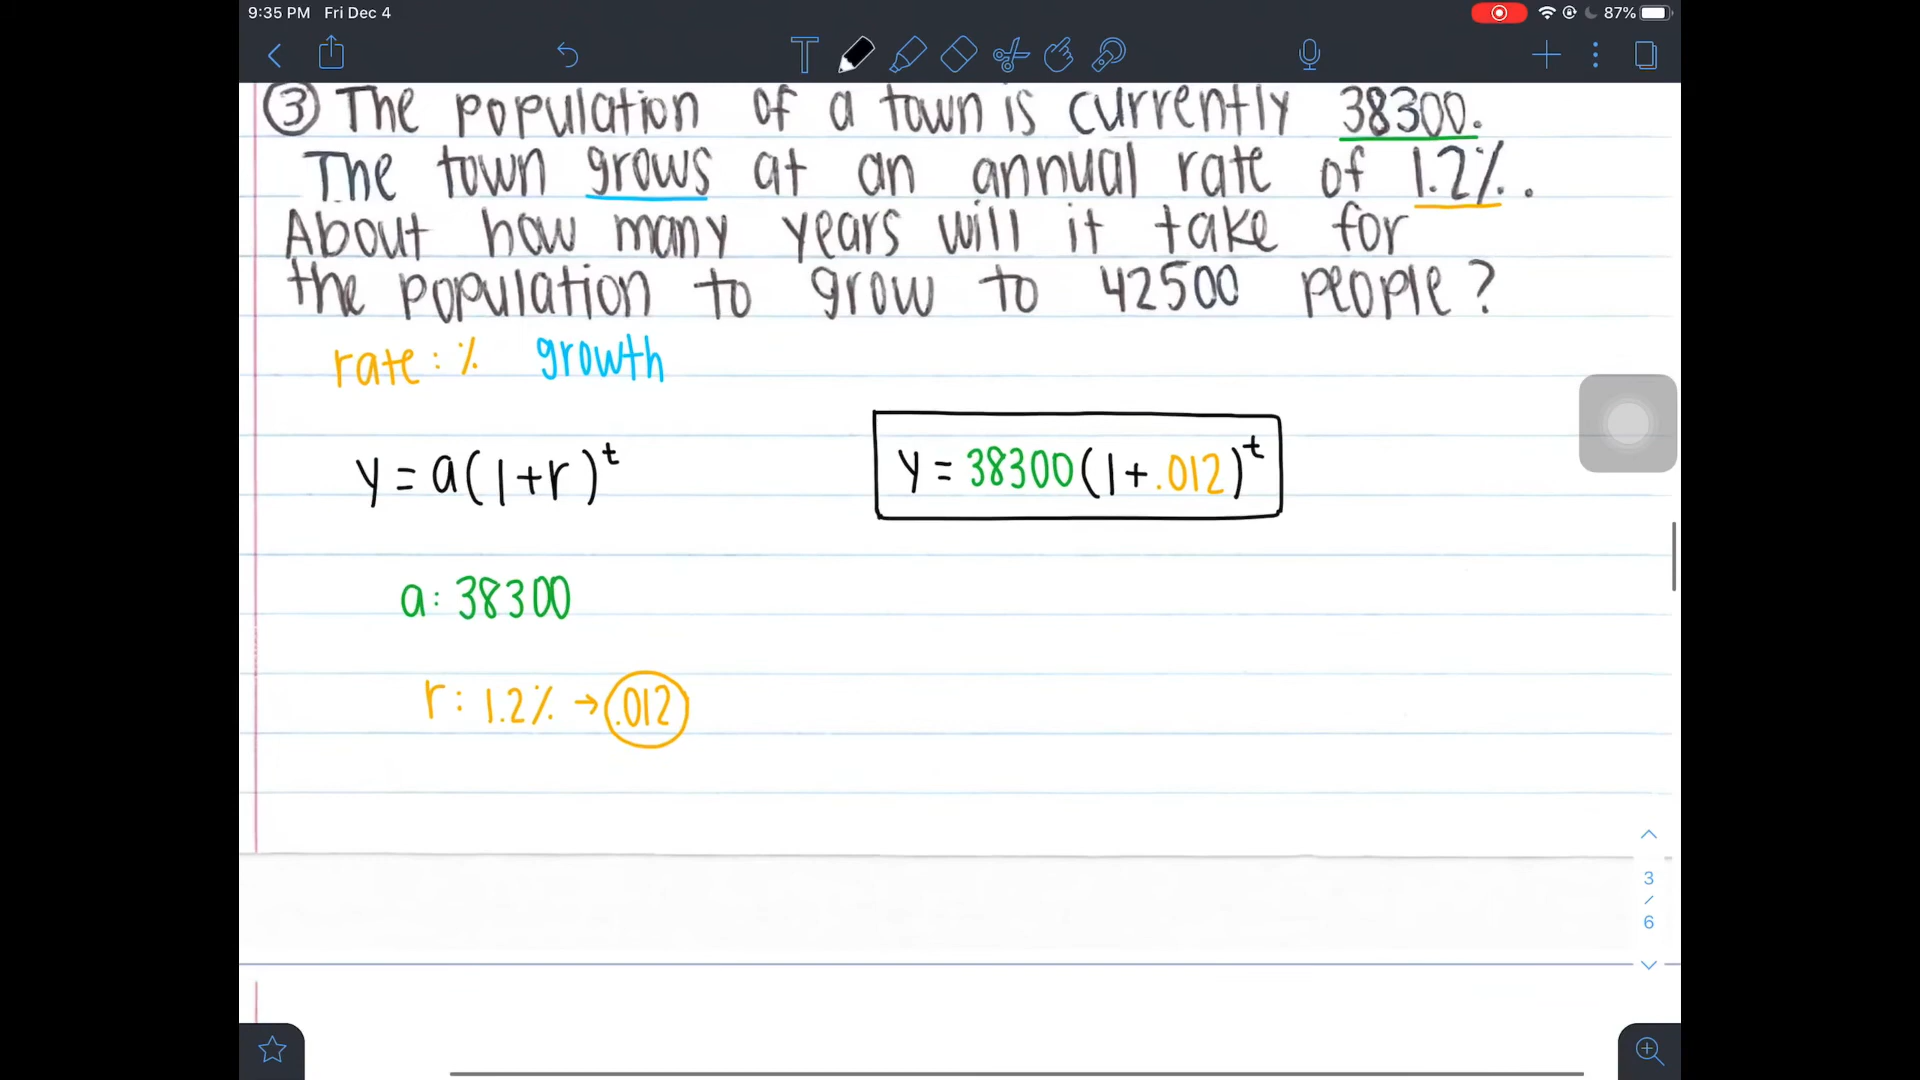 9:35 PM Fri Dec 4
87%
T
③ The population of a town is currently 38300.
The town grows at an annual rate of 1.2%.
About how many years will it take for
the population to grow to 42500 people?
rate: % growth
y = a(1+r)^t
y = 38300(1+.012)^t
a: 38300
r: 1.2% → .012
3
/
6